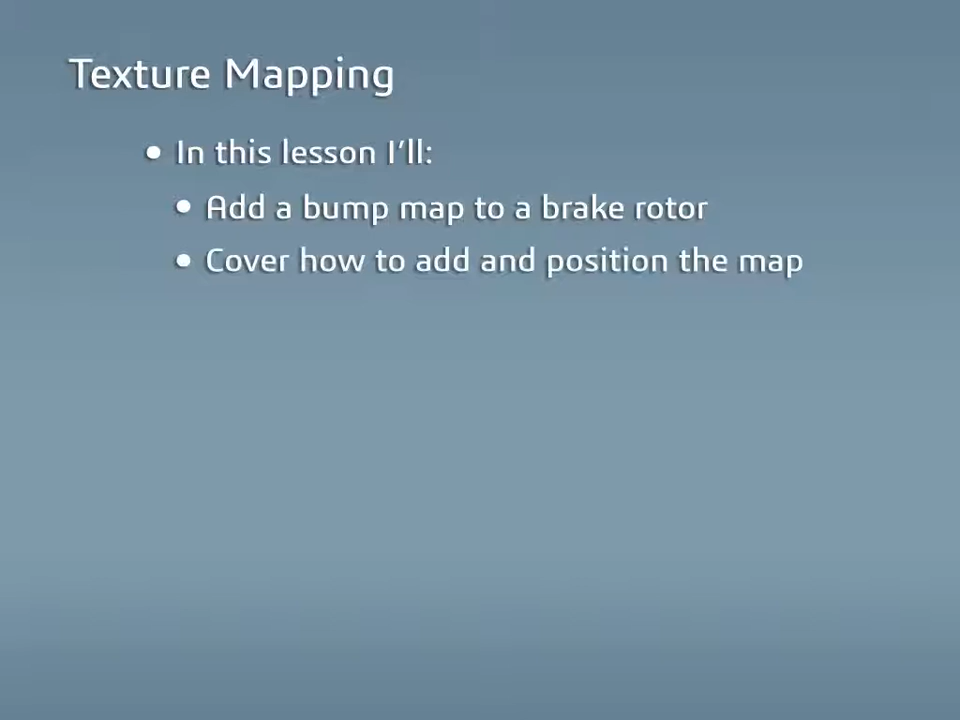 Texture Mapping
• In this lesson I'll:
• Add a bump map to a brake rotor
• Cover how to add and position the map